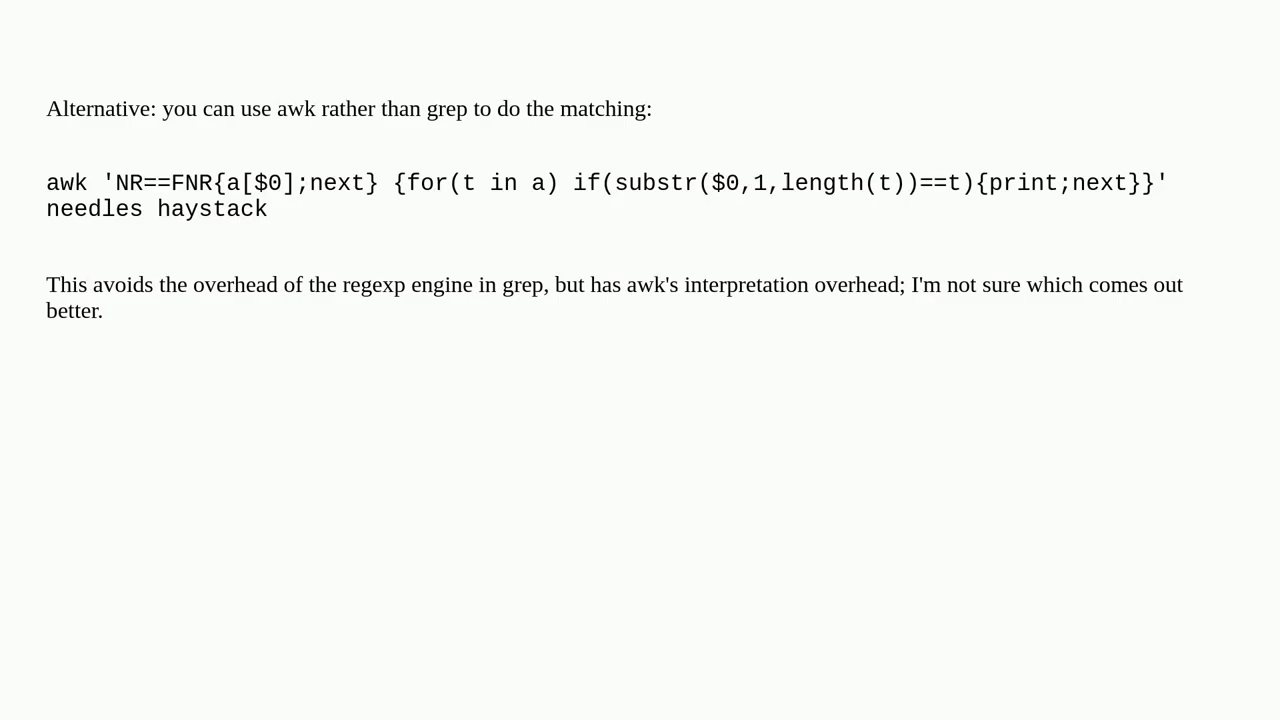 Alternative: you can use awk rather than grep to do the matching:
awk 'NR==FNR{a[$0];next} {for(t in a) if(substr($0,1,length(t))==t){print;next}}'
needles haystack
This avoids the overhead of the regexp engine in grep, but has awk's interpretation overhead; I'm not sure which comes out
better.